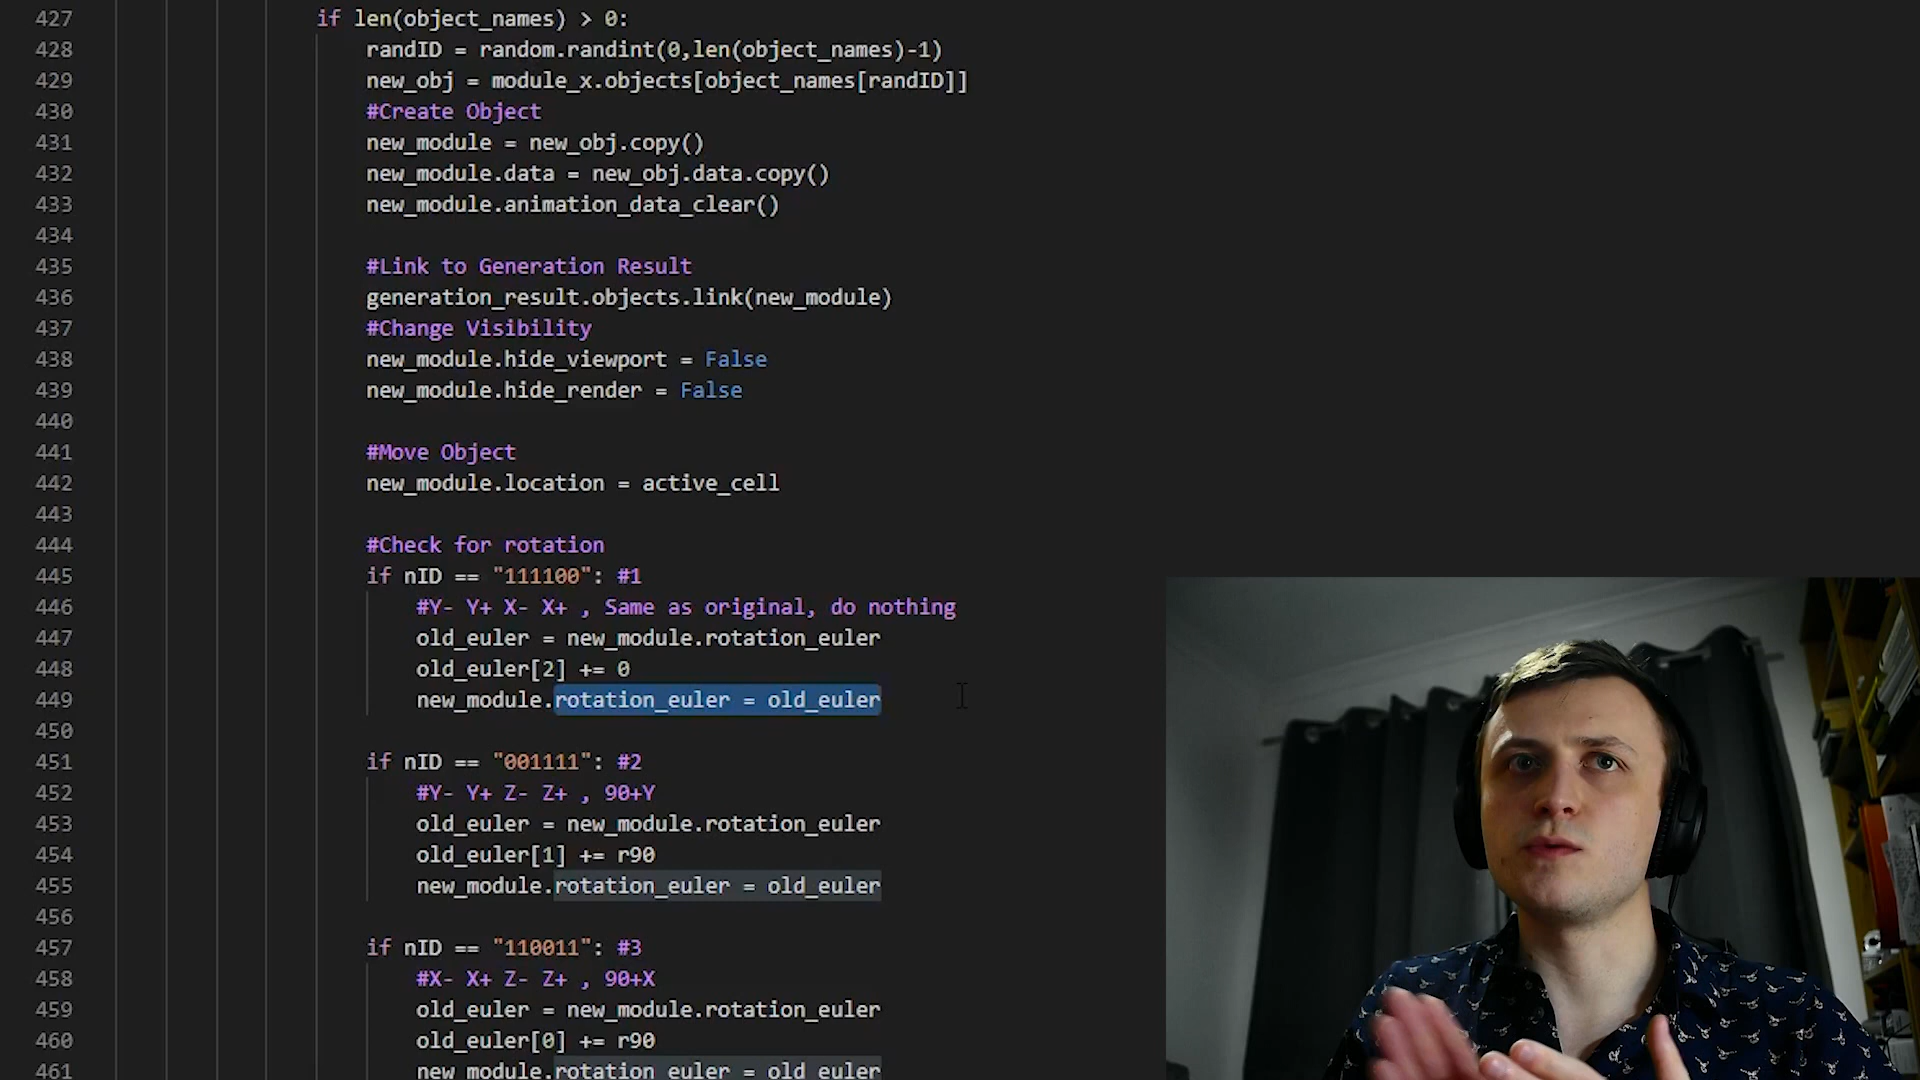 427 if len(object_names) > 0:
428 randID = random.randint(0,len(object_names)-1)
429 new_obj = module_x.objects[object_names[randID]]
430 #Create Object
431 new_module = new_obj.copy()
432 new_module.data = new_obj.data.copy()
433 new_module.animation_data_clear()
434
435 #Link to Generation Result
436 generation_result.objects.link(new_module)
437 #Change Visibility
438 new_module.hide_viewport = False
439 new_module.hide_render = False
440
441 #Move Object
442 new_module.location = active_cell
443
444 #Check for rotation
445 if nID == "111100": #1
446 #Y- Y+ X- X+ , Same as original, do nothing
447 old_euler = new_module.rotation_euler
448 old_euler[2] += 0
449 new_module.rotation_euler = old_euler
450
451 if nID == "001111": #2
452 #Y- Y+ Z- Z+ , 90+Y
453 old_euler = new_module.rotation_euler
454 old_euler[1] += r90
455 new_module.rotation_euler = old_euler
456
457 if nID == "110011": #3
458 #X- X+ Z- Z+ , 90+X
459 old_euler = new_module.rotation_euler
460 old_euler[0] += r90
461 new_module.rotation_euler = old_euler